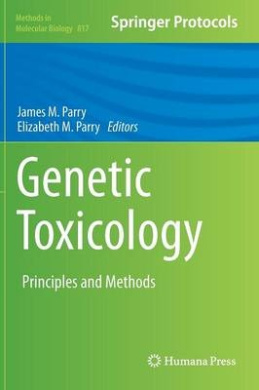 Methods in
Molecular Biology 817
Springer Protocols
James M. Parry
Elizabeth M. Parry Editors
Genetic
Toxicology
Principles and Methods
Humana Press